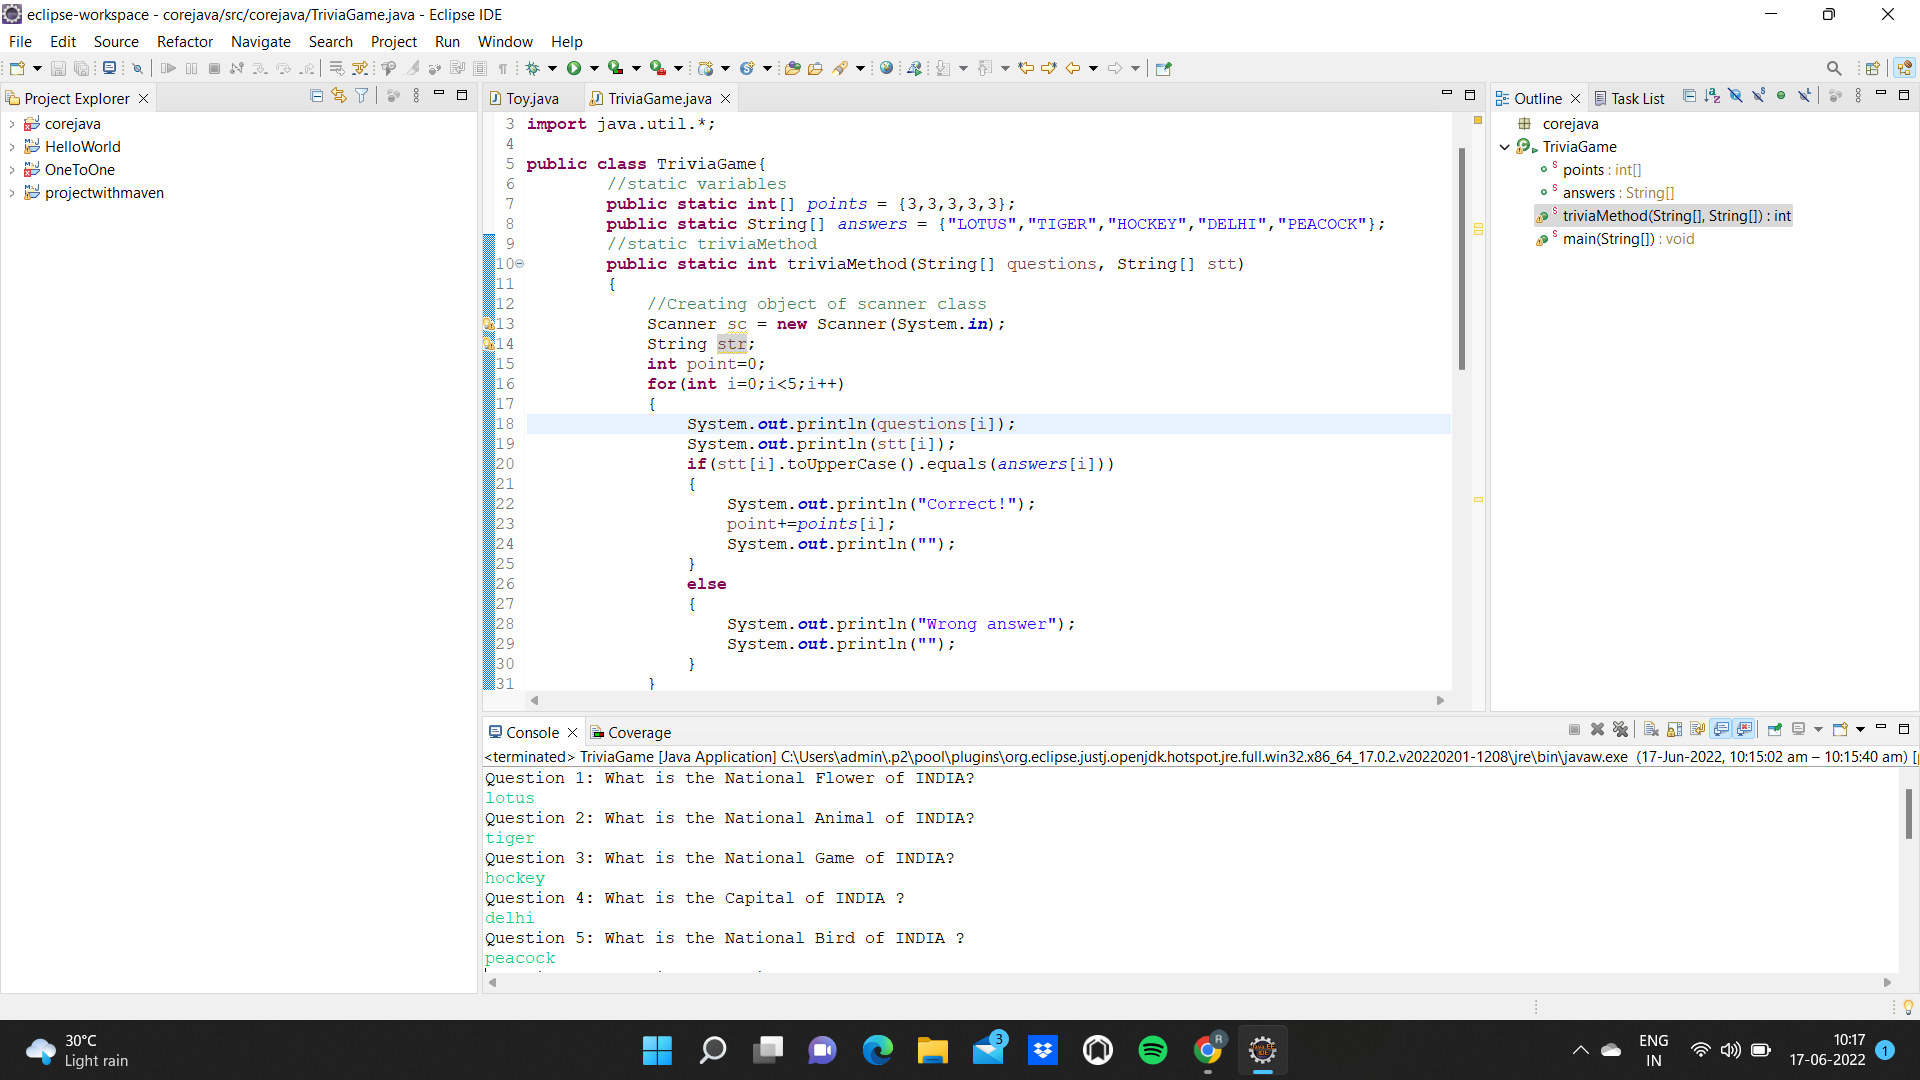 eclipse-workspace - corejava/src/corejava/TriviaGame.java - Eclipse IDE
File Edit Source Refactor Navigate Search Project Run Window Help
Project Explorer
corejava
HelloWorld
OneToOne
projectwithmaven
Toy.java TriviaGame.java
3 import java.util.*;
4
5 public class TriviaGame{
6 //static variables
7 public static int[] points = {3,3,3,3,3};
8 public static String[] answers = {"LOTUS","TIGER","HOCKEY","DELHI","PEACOCK"};
9 //static triviaMethod
10 public static int triviaMethod(String[] questions, String[] stt)
11 {
12 //Creating object of scanner class
13 Scanner sc = new Scanner(System.in);
14 String str;
15 int point=0;
16 for(int i=0;i<5;i++)
17 {
18 System.out.println(questions[i]);
19 System.out.println(stt[i]);
20 if(stt[i].toUpperCase().equals(answers[i]))
21 {
22 System.out.println("Correct!");
23 point+=points[i];
24 System.out.println("");
25 }
26 else
27 {
28 System.out.println("Wrong answer");
29 System.out.println("");
30 }
31 }
Outline Task List
corejava
TriviaGame
points : int[]
answers : String[]
triviaMethod(String[], String[]) : int
main(String[]) : void
Console Coverage
<terminated> TriviaGame [Java Application] C:\Users\admin\.p2\pool\plugins\org.eclipse.justj.openjdk.hotspot.jre.full.win32.x86_64_17.0.2.v20220201-1208\jre\bin\javaw.exe (17-Jun-2022, 10:15:02 am – 10:15:40 am) [
Question 1: What is the National Flower of INDIA?
lotus
Question 2: What is the National Animal of INDIA?
tiger
Question 3: What is the National Game of INDIA?
hockey
Question 4: What is the Capital of INDIA ?
delhi
Question 5: What is the National Bird of INDIA ?
peacock
30°C
Light rain
3
R
ENG
IN
10:17
17-06-2022
1